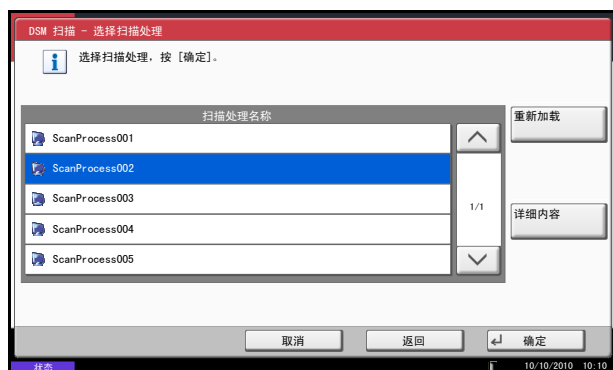 DSM 扫描 - 选择扫描处理
选择扫描处理，按 [确定]。
扫描处理名称
重新加载
ScanProcess001
ScanProcess002
ScanProcess003
1/1
详细内容
ScanProcess004
ScanProcess005
取消
返回
确定
状态
10/10/2010 10:10